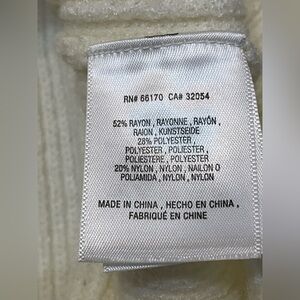 RN# 66170 CA# 32054
52% RAYON , RAYONNE , RAYÓN ,
RAION , KUNSTSEIDE
28% POLYESTER ,
POLYESTER , POLIESTER ,
POLIESTERE , POLYESTER
20% NYLON , NYLON , NAILON O
POLIAMIDA , NYLON , NYLON
MADE IN CHINA , HECHO EN CHINA ,
FABRIQUÉ EN CHINE